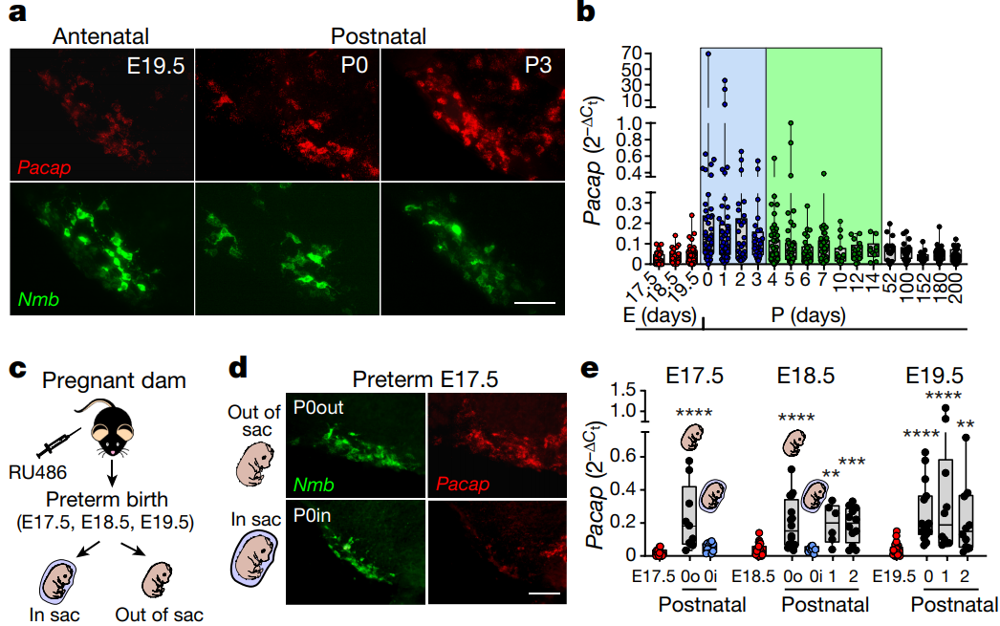 a
Antenatal
Postnatal
E19.5
P0
P3
Pacap
Nmb
b
Pacap (2−ΔCt)
70
50
30
10
1.0
0.8
0.6
0.4
0.3
0.2
0.1
0
17.5 18.5 19.5 0 1 2 3 4 5 6 7 10 12 14 52 100 152 180 200
E (days)
P (days)
c
Pregnant dam
RU486
Preterm birth
(E17.5, E18.5, E19.5)
In sac
Out of sac
d
Preterm E17.5
Out of
sac
P0out
Nmb
Pacap
In sac
P0in
e
E17.5
E18.5
E19.5
Pacap (2−ΔCt)
1.5
1.0
0.6
0.4
0.2
0
****
****
**
***
****
****
**
E17.5 0o 0i
E18.5 0o 0i 1 2
E19.5 0 1 2
Postnatal
Postnatal
Postnatal